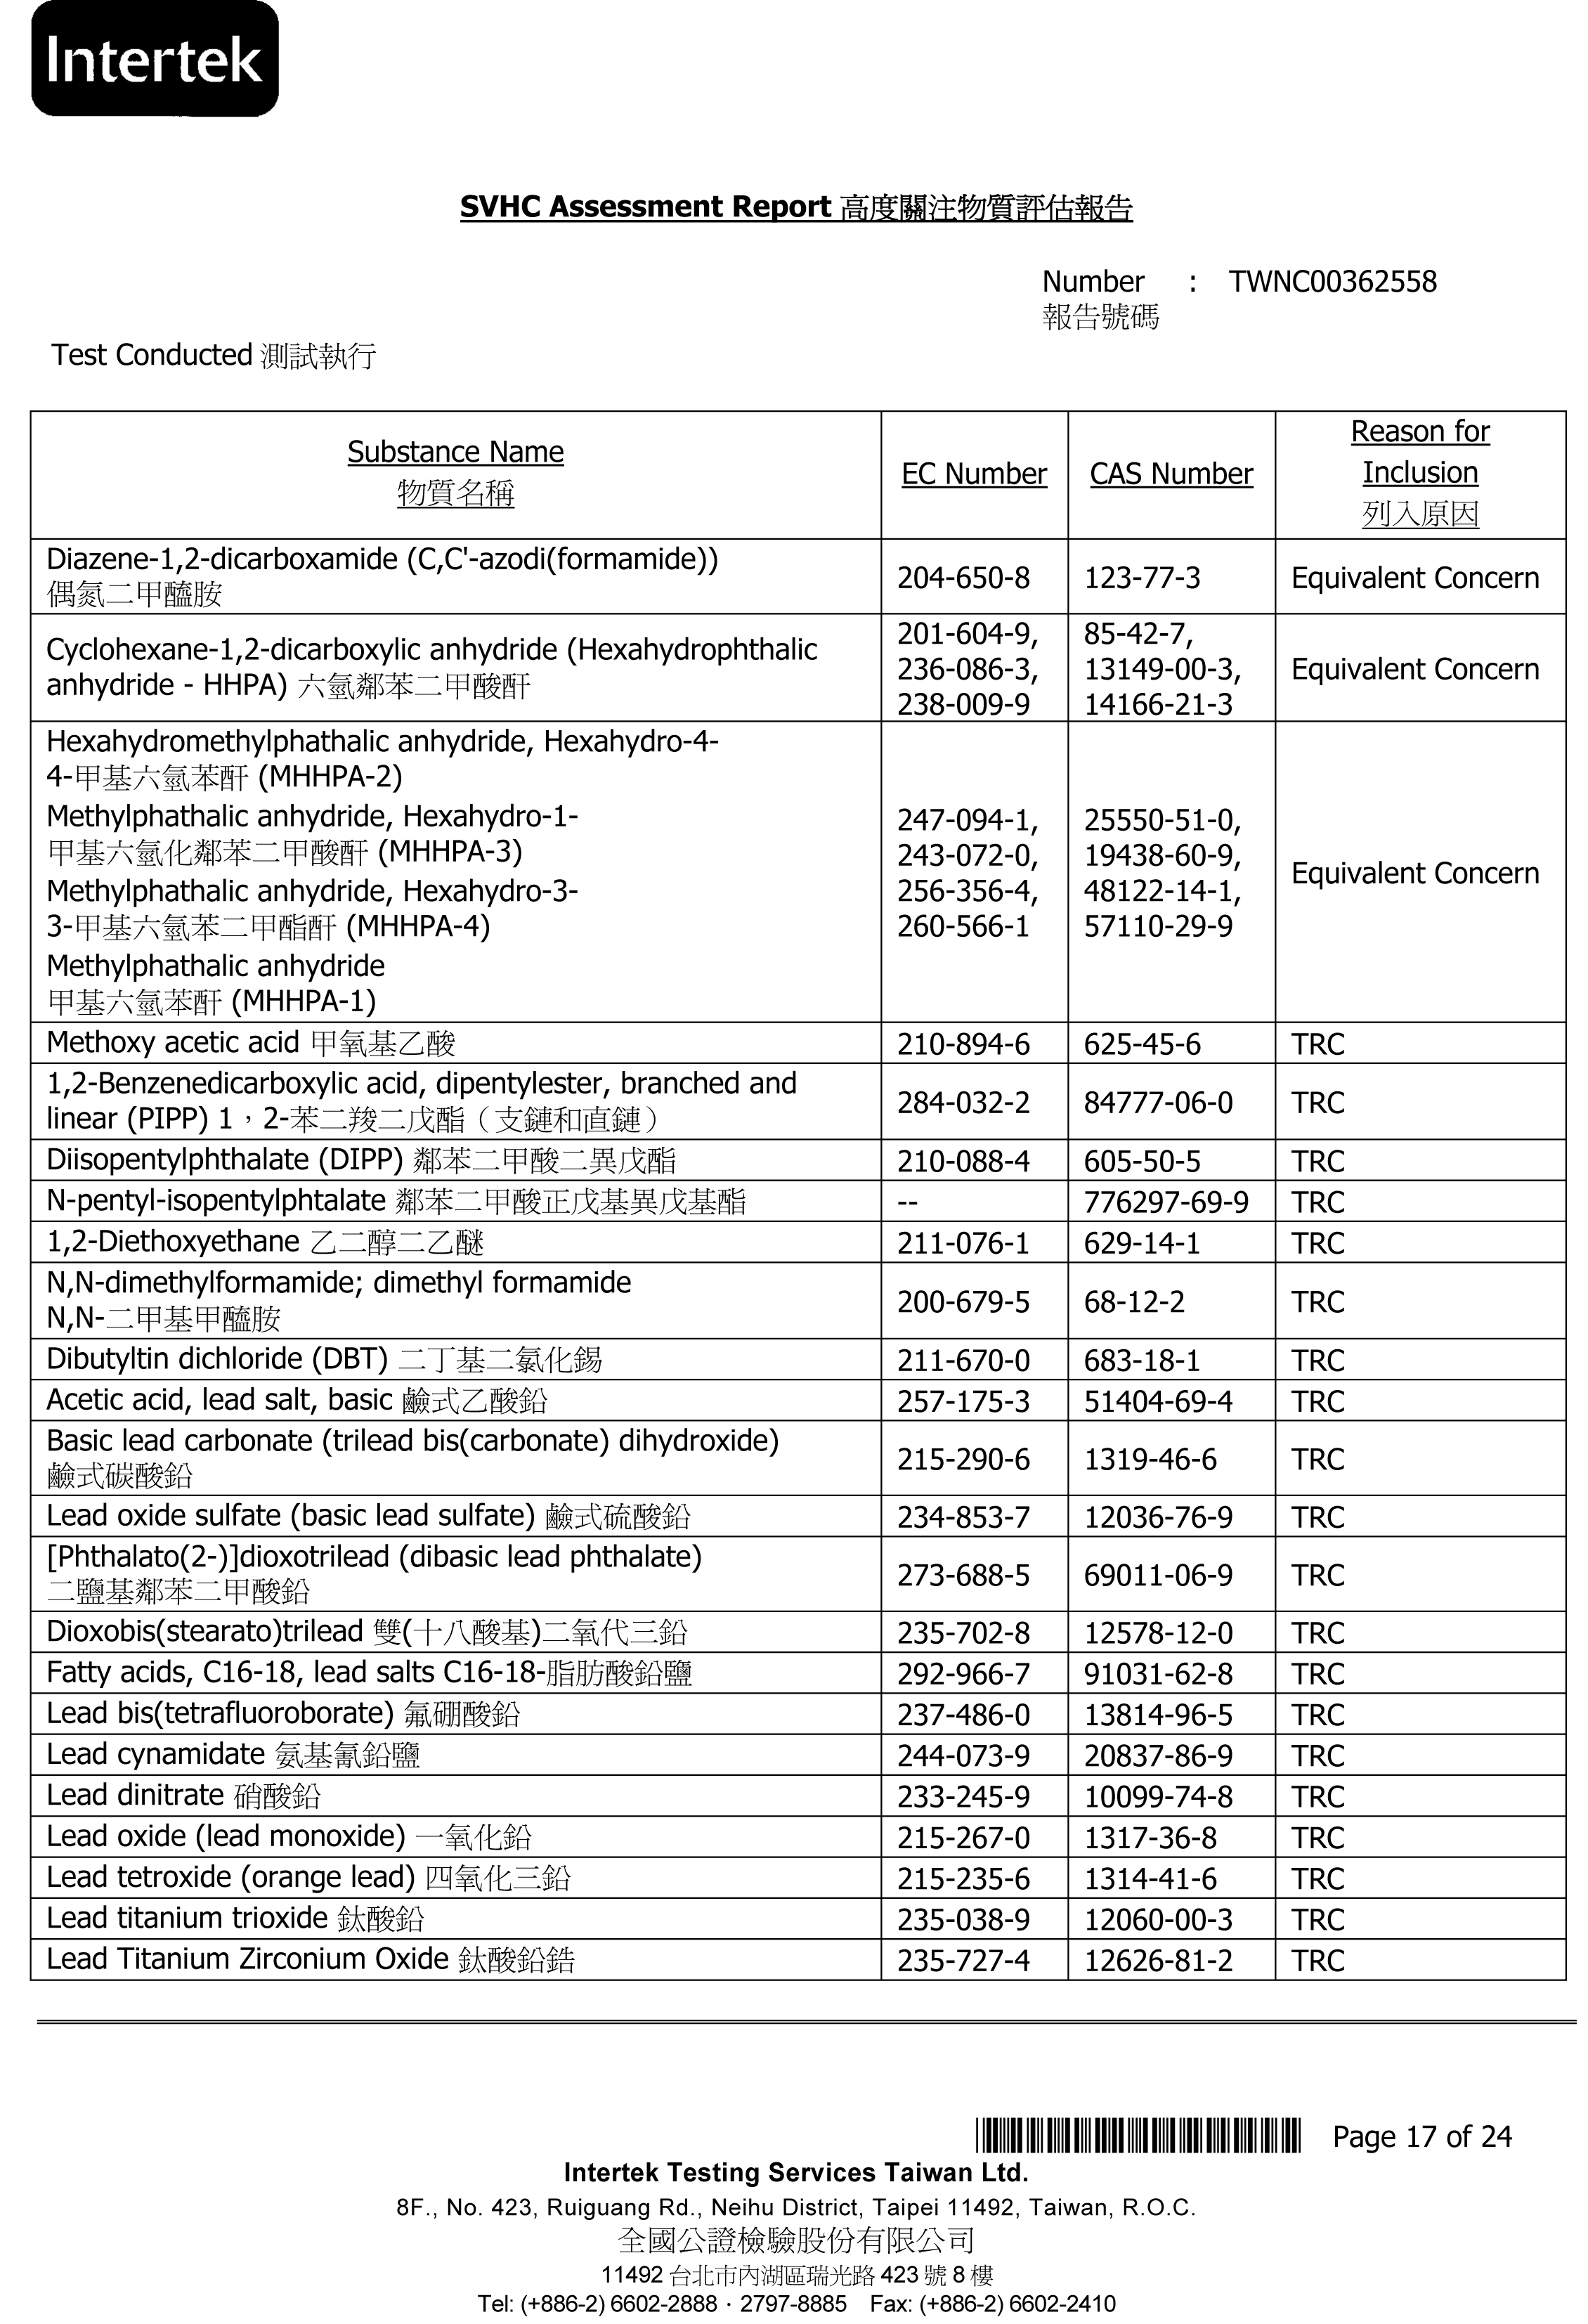 Intertek
SVHC Assessment Report 高度關注物質評估報告
Number : TWNC00362558
報告號碼
Test Conducted 測試執行
Substance Name
物質名稱
EC Number
CAS Number
Reason for
Inclusion
列入原因
Diazene-1,2-dicarboxamide (C,C'-azodi(formamide))
偶氮二甲醯胺
204-650-8
123-77-3
Equivalent Concern
Cyclohexane-1,2-dicarboxylic anhydride (Hexahydrophthalic
anhydride - HHPA) 六氫鄰苯二甲酸酐
201-604-9,
236-086-3,
238-009-9
85-42-7,
13149-00-3,
14166-21-3
Equivalent Concern
Hexahydromethylphathalic anhydride, Hexahydro-4-
4-甲基六氫苯酐 (MHHPA-2)
Methylphathalic anhydride, Hexahydro-1-
甲基六氫化鄰苯二甲酸酐 (MHHPA-3)
Methylphathalic anhydride, Hexahydro-3-
3-甲基六氫苯二甲酯酐 (MHHPA-4)
Methylphathalic anhydride
甲基六氫苯酐 (MHHPA-1)
247-094-1,
243-072-0,
256-356-4,
260-566-1
25550-51-0,
19438-60-9,
48122-14-1,
57110-29-9
Equivalent Concern
Methoxy acetic acid 甲氧基乙酸 210-894-6 625-45-6 TRC
1,2-Benzenedicarboxylic acid, dipentylester, branched and
linear (PIPP) 1，2-苯二羧二戊酯（支鏈和直鏈）
284-032-2 84777-06-0 TRC
Diisopentylphthalate (DIPP) 鄰苯二甲酸二異戊酯 210-088-4 605-50-5 TRC
N-pentyl-isopentylphtalate 鄰苯二甲酸正戊基異戊基酯 -- 776297-69-9 TRC
1,2-Diethoxyethane 乙二醇二乙醚 211-076-1 629-14-1 TRC
N,N-dimethylformamide; dimethyl formamide
N,N-二甲基甲醯胺
200-679-5 68-12-2 TRC
Dibutyltin dichloride (DBT) 二丁基二氯化錫 211-670-0 683-18-1 TRC
Acetic acid, lead salt, basic 鹼式乙酸鉛 257-175-3 51404-69-4 TRC
Basic lead carbonate (trilead bis(carbonate) dihydroxide)
鹼式碳酸鉛
215-290-6 1319-46-6 TRC
Lead oxide sulfate (basic lead sulfate) 鹼式硫酸鉛 234-853-7 12036-76-9 TRC
[Phthalato(2-)]dioxotrilead (dibasic lead phthalate)
二鹽基鄰苯二甲酸鉛
273-688-5 69011-06-9 TRC
Dioxobis(stearato)trilead 雙(十八酸基)二氧代三鉛 235-702-8 12578-12-0 TRC
Fatty acids, C16-18, lead salts C16-18-脂肪酸鉛鹽 292-966-7 91031-62-8 TRC
Lead bis(tetrafluoroborate) 氟硼酸鉛 237-486-0 13814-96-5 TRC
Lead cynamidate 氨基氰鉛鹽 244-073-9 20837-86-9 TRC
Lead dinitrate 硝酸鉛 233-245-9 10099-74-8 TRC
Lead oxide (lead monoxide) 一氧化鉛 215-267-0 1317-36-8 TRC
Lead tetroxide (orange lead) 四氧化三鉛 215-235-6 1314-41-6 TRC
Lead titanium trioxide 鈦酸鉛 235-038-9 12060-00-3 TRC
Lead Titanium Zirconium Oxide 鈦酸鉛鋯 235-727-4 12626-81-2 TRC
Page 17 of 24
Intertek Testing Services Taiwan Ltd.
8F., No. 423, Ruiguang Rd., Neihu District, Taipei 11492, Taiwan, R.O.C.
全國公證檢驗股份有限公司
11492 台北市內湖區瑞光路 423 號 8 樓
Tel: (+886-2) 6602-2888．2797-8885 Fax: (+886-2) 6602-2410